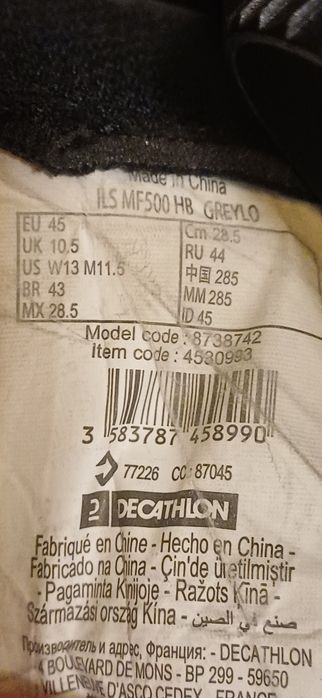 Made in China
ILS MF500 HB GREYLO
EU 45
UK 10,5
US W13 M11.5
BR 43
MX 28.5
Cm 28.5
RU 44
中国 285
MM 285
ID 45
Model code : 8738742
Item code : 4530993
3 583787 458990
77226 CC 87045
DECATHLON
Fabriqué en Chine - Hecho en China -
Fabricado na China - Çin'de üretilmiştir
- Pagaminta Kinijoje - Ražots Ķīnā -
Származási ország Kína - صنع في الصين
Производитель и адрес, Франция: - DECATHLON
4 BOULEVARD DE MONS - BP 299 - 59650
VILLENEUVE D'ASCQ CEDEX FRANCE